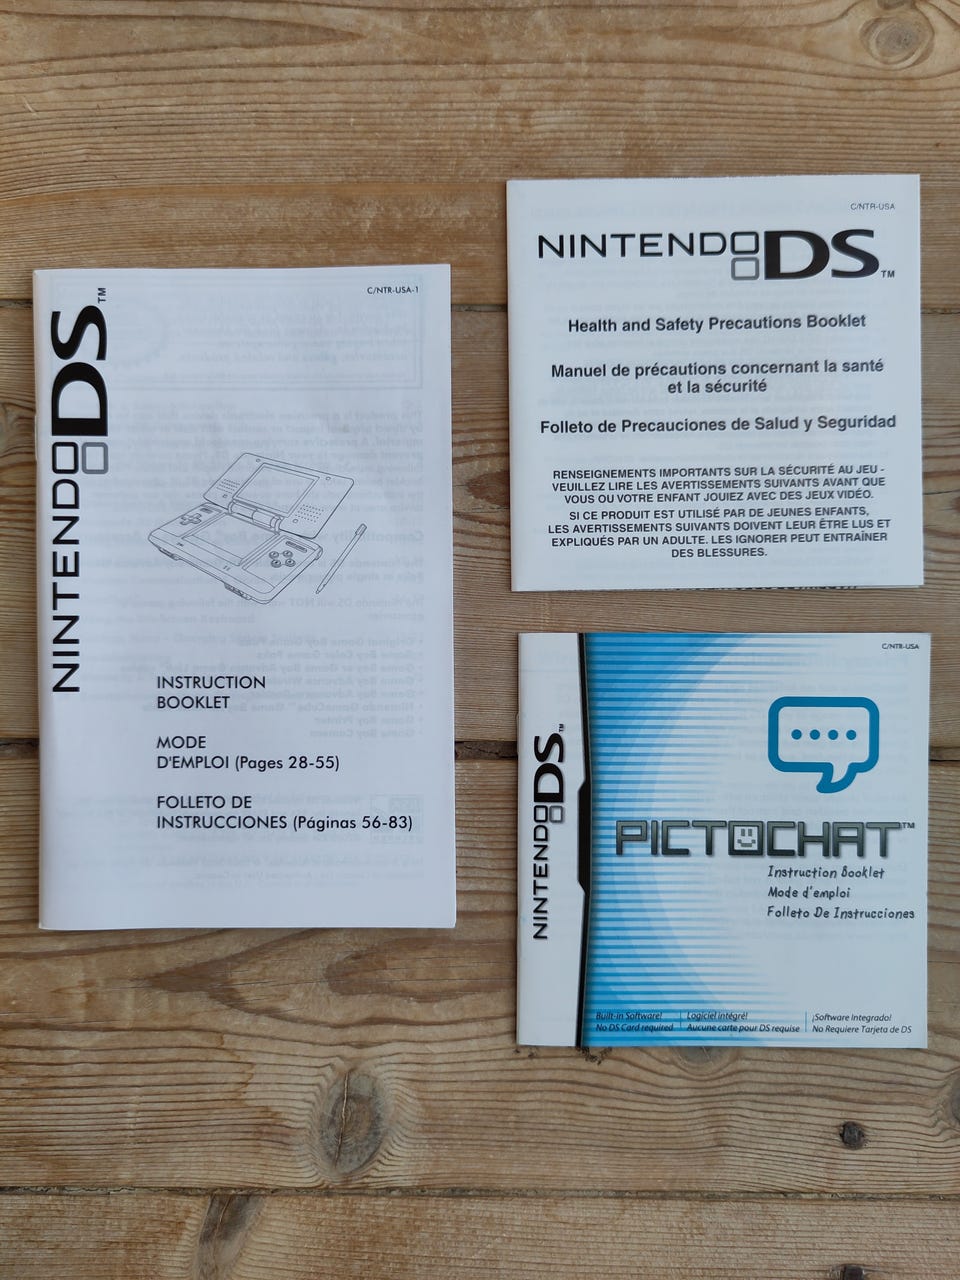 C/NTR-USA-1
NINTENDO DS™
INSTRUCTION
BOOKLET
MODE
D'EMPLOI (Pages 28-55)
FOLLETO DE
INSTRUCCIONES (Páginas 56-83)
C/NTR-USA
NINTENDO DS™
Health and Safety Precautions Booklet
Manuel de précautions concernant la santé
et la sécurité
Folleto de Precauciones de Salud y Seguridad
RENSEIGNEMENTS IMPORTANTS SUR LA SÉCURITÉ AU JEU -
VEUILLEZ LIRE LES AVERTISSEMENTS SUIVANTS AVANT QUE
VOUS OU VOTRE ENFANT JOUIEZ AVEC DES JEUX VIDÉO.
SI CE PRODUIT EST UTILISÉ PAR DE JEUNES ENFANTS,
LES AVERTISSEMENTS SUIVANTS DOIVENT LEUR ÊTRE LUS ET
EXPLIQUÉS PAR UN ADULTE. LES IGNORER PEUT ENTRAÎNER
DES BLESSURES.
C/NTR-USA
NINTENDO DS™
PICTOCHAT™
Instruction Booklet
Mode d'emploi
Folleto De Instrucciones
Built-in Software!
No DS Card required
Logiciel intégré!
Aucune carte pour DS requise
¡Software Integrado!
No Requiere Tarjeta de DS